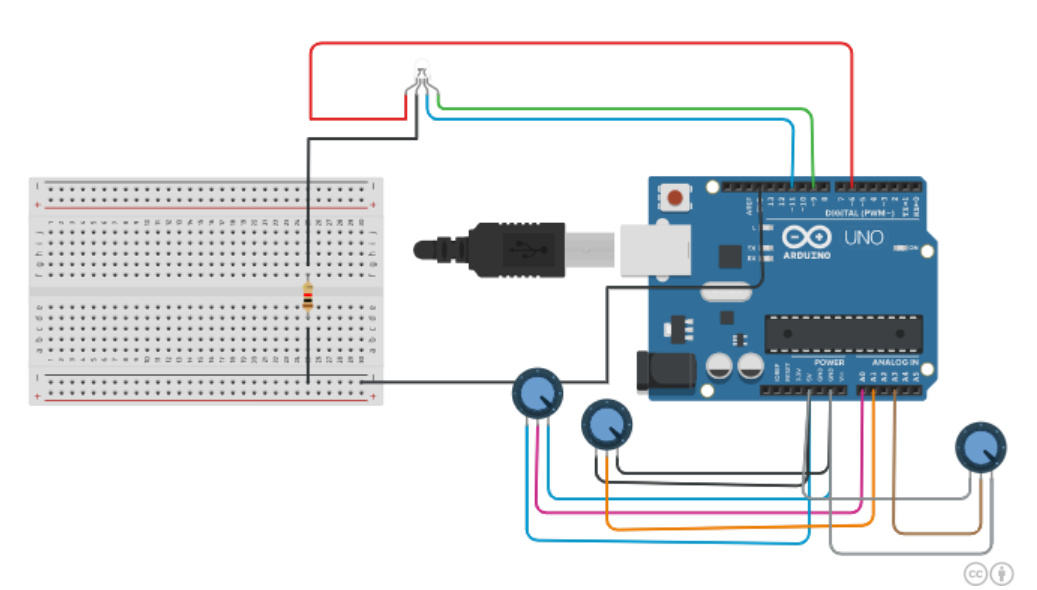 AREF
13
12
~11
~10
~9
8
7
~6
~5
4
~3
2
TX→1
RX←0
DIGITAL (PWM~)
L
TX
RX
UNO
ARDUINO
ON
POWER
ANALOG IN
IOREF
RESET
3.3V
5V
GND
GND
Vin
A0
A1
A2
A3
A4
A5
a b c d e
f g h i j
cc